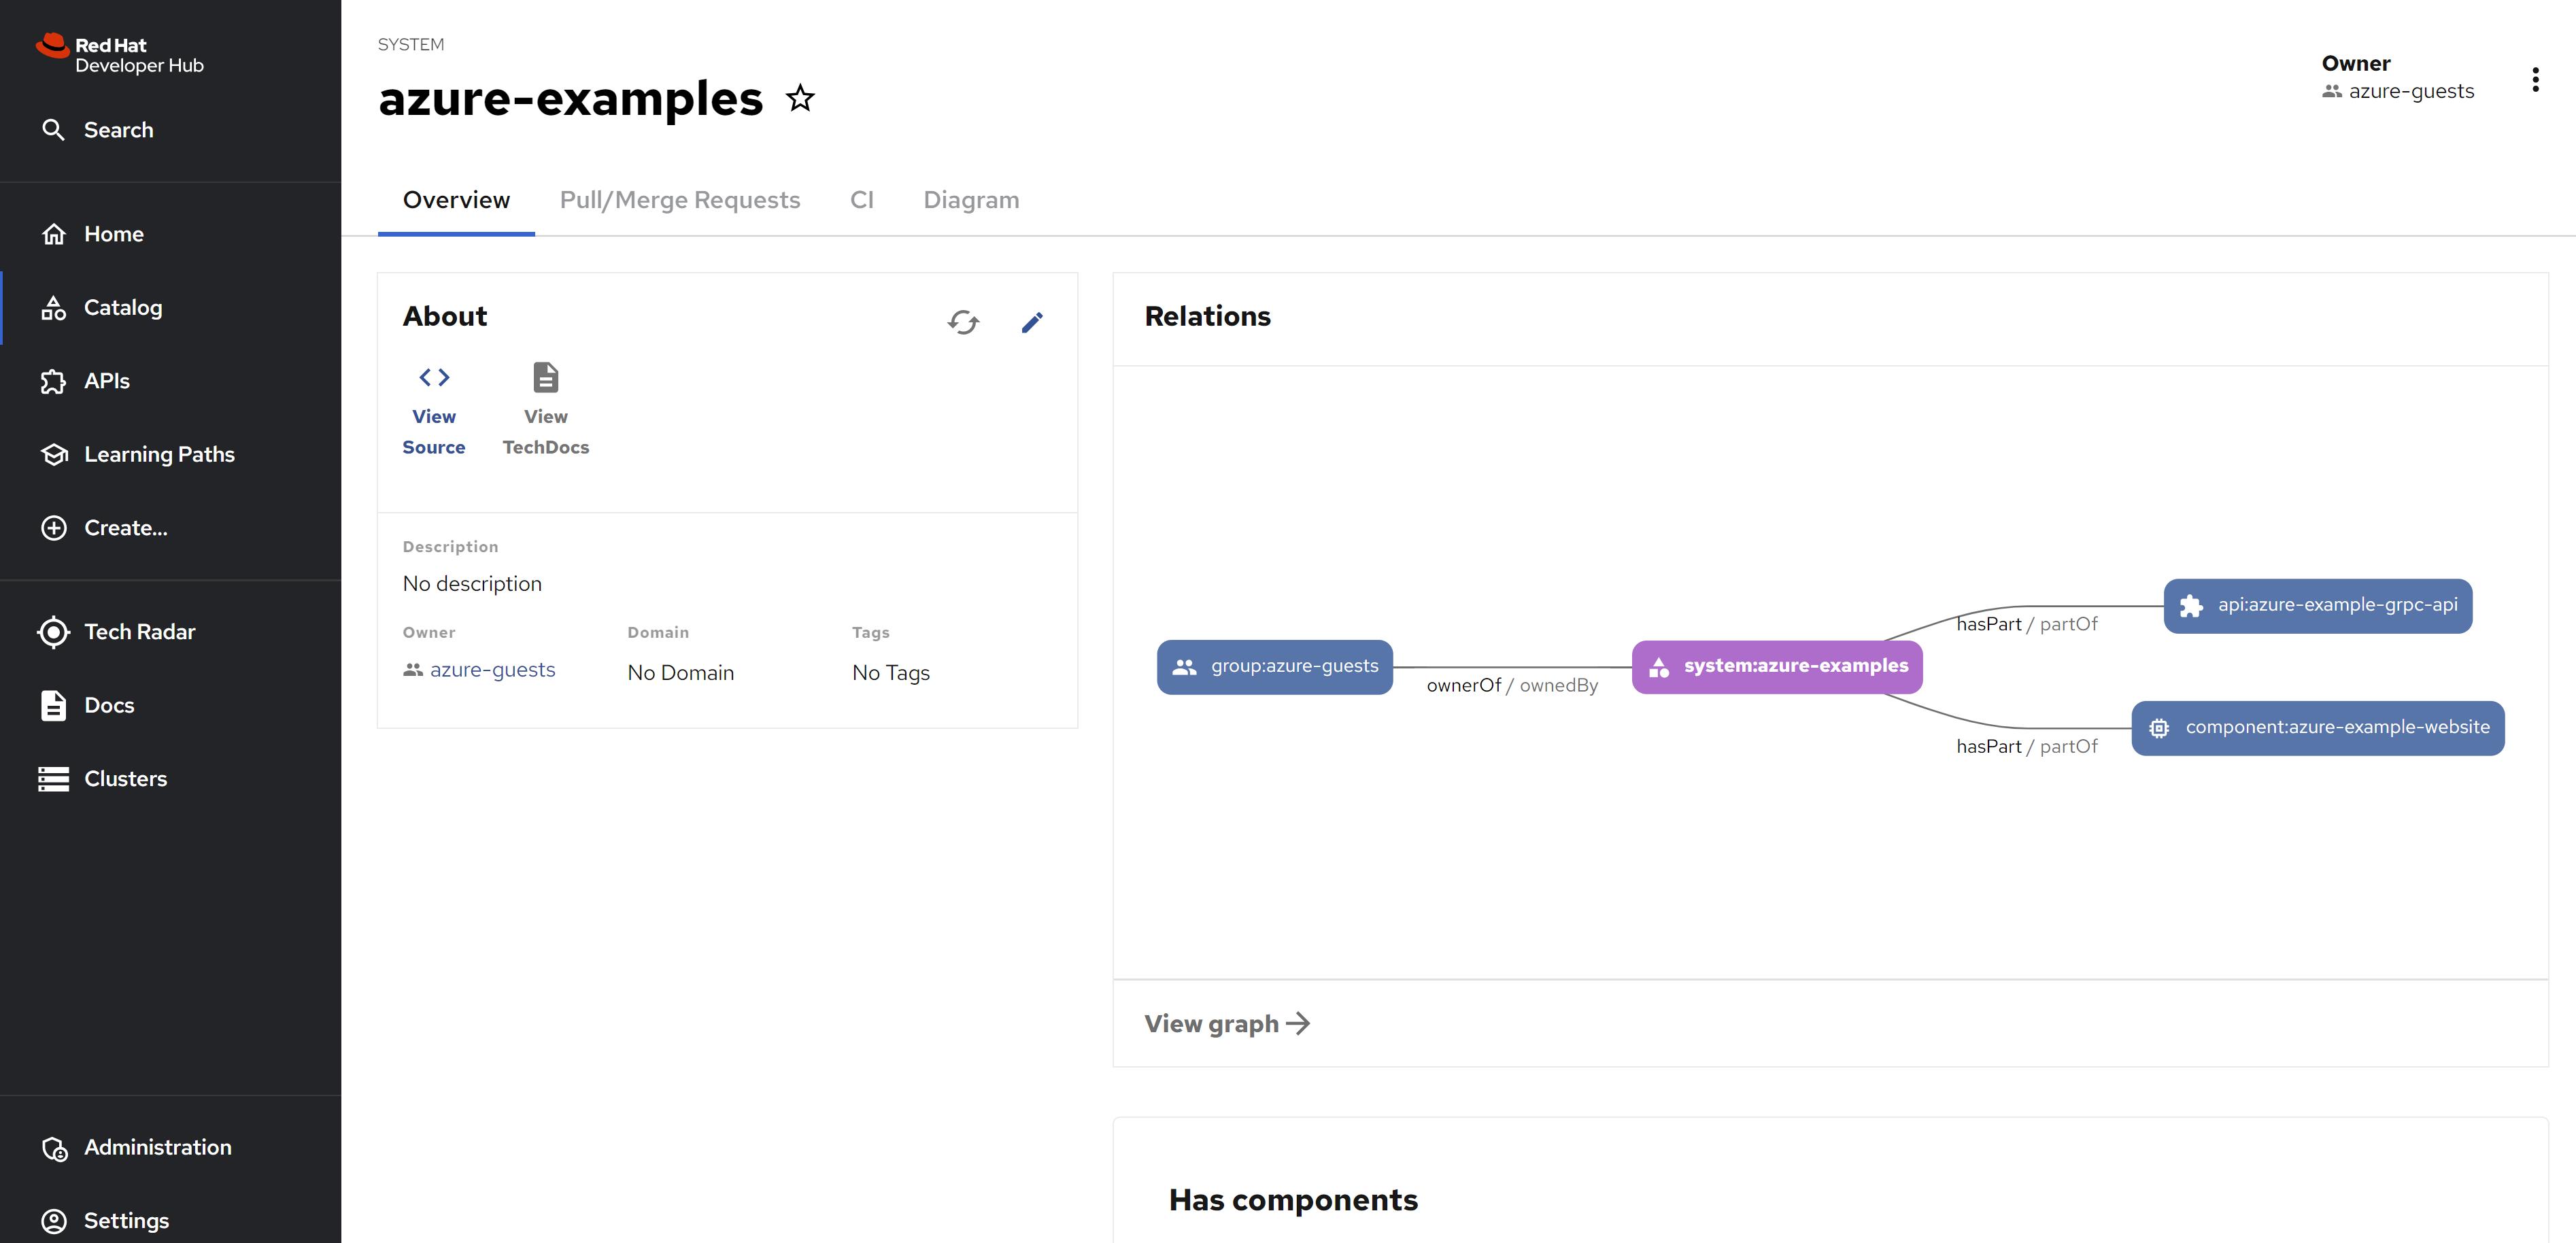 Red Hat
Developer Hub
Search
Home
Catalog
APIs
Learning Paths
Create...
Tech Radar
Docs
Clusters
Administration
Settings
SYSTEM
azure-examples
Owner
azure-guests
Overview Pull/Merge Requests CI Diagram
About
View
Source
View
TechDocs
Description
No description
Owner Domain Tags
azure-guests No Domain No Tags
Relations
group:azure-guests
ownerOf / ownedBy
system:azure-examples
hasPart / partOf
api:azure-example-grpc-api
hasPart / partOf
component:azure-example-website
View graph
Has components